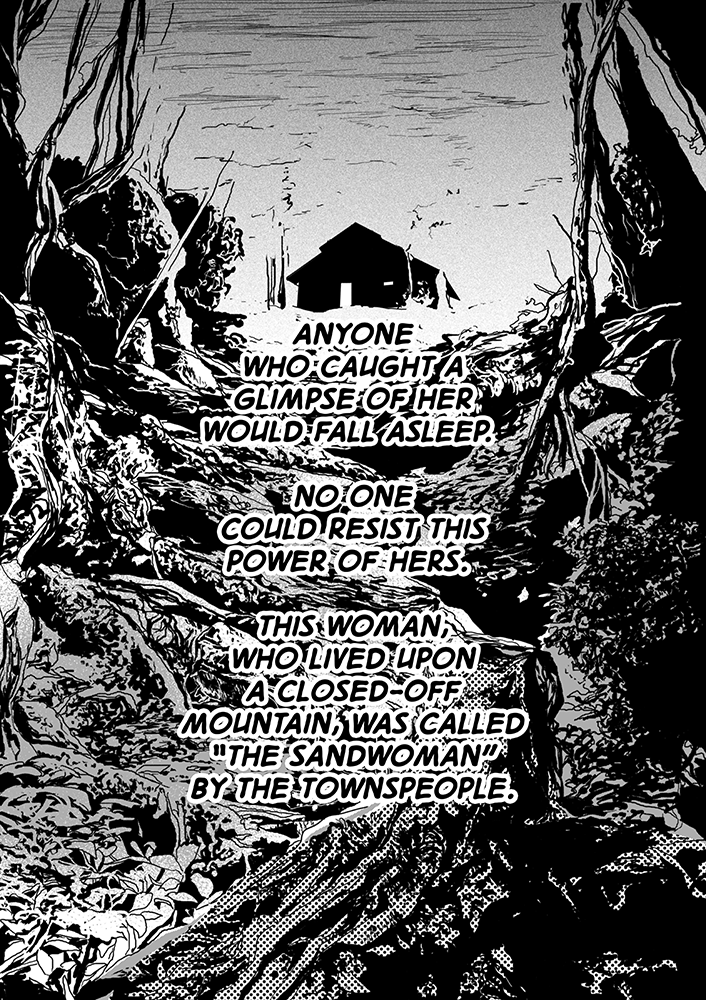 ANYONE
WHO CAUGHT A
GLIMPSE OF HER
WOULD FALL ASLEEP.
NO ONE
COULD RESIST THIS
POWER OF HERS.
THIS WOMAN,
WHO LIVED UPON
A CLOSED-OFF
MOUNTAIN, WAS CALLED
"THE SANDWOMAN"
BY THE TOWNSPEOPLE.